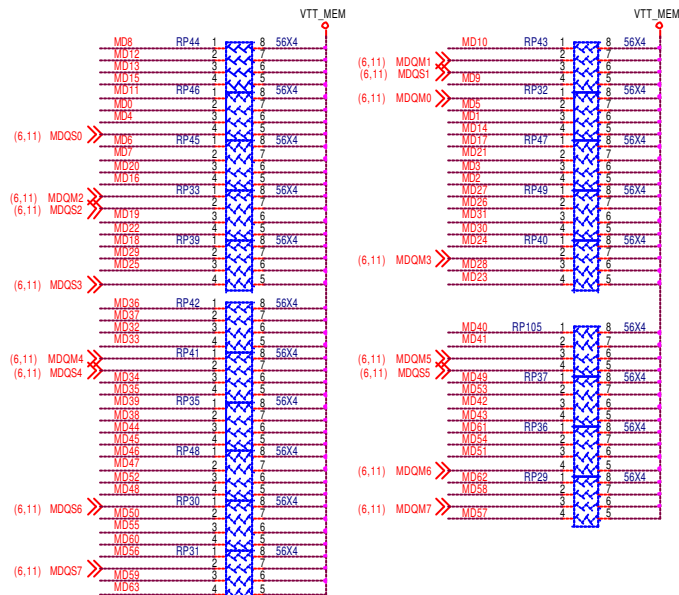 VTT_MEM
MD8 RP44 1 8 56X4
MD12 2 7
MD13 3 6
MD15 4 5
MD11 RP46 1 8 56X4
MD0 2 7
MD4 3 6
(6,11) MDQS0 4 5
MD6 RP45 1 8 56X4
MD7 2 7
MD20 3 6
MD16 4 5
(6,11) MDQM2 RP33 1 8 56X4
(6,11) MDQS2 2 7
MD19 3 6
MD22 4 5
MD18 RP39 1 8 56X4
MD29 2 7
MD25 3 6
(6,11) MDQS3 4 5
MD36 RP42 1 8 56X4
MD37 2 7
MD32 3 6
MD33 4 5
(6,11) MDQM4 RP41 1 8 56X4
(6,11) MDQS4 2 7
MD34 3 6
MD35 4 5
MD39 RP35 1 8 56X4
MD38 2 7
MD44 3 6
MD45 4 5
MD46 RP48 1 8 56X4
MD47 2 7
MD52 3 6
MD48 4 5
(6,11) MDQS6 RP30 1 8 56X4
MD50 2 7
MD55 3 6
MD60 4 5
MD56 RP31 1 8 56X4
(6,11) MDQS7 2 7
MD59 3 6
MD63 4 5
VTT_MEM
MD10 RP43 1 8 56X4
(6,11) MDQM1 2 7
(6,11) MDQS1 3 6
MD9 4 5
(6,11) MDQM0 RP32 1 8 56X4
MD5 2 7
MD1 3 6
MD14 4 5
MD17 RP47 1 8 56X4
MD21 2 7
MD3 3 6
MD2 4 5
MD27 RP49 1 8 56X4
MD26 2 7
MD31 3 6
MD30 4 5
MD24 RP40 1 8 56X4
(6,11) MDQM3 2 7
MD28 3 6
MD23 4 5
MD40 RP105 1 8 56X4
MD41 2 7
(6,11) MDQM5 3 6
(6,11) MDQS5 4 5
MD49 RP37 1 8 56X4
MD53 2 7
MD42 3 6
MD43 4 5
MD61 RP36 1 8 56X4
MD54 2 7
MD51 3 6
(6,11) MDQM6 4 5
MD62 RP29 1 8 56X4
MD58 2 7
(6,11) MDQM7 3 6
MD57 4 5